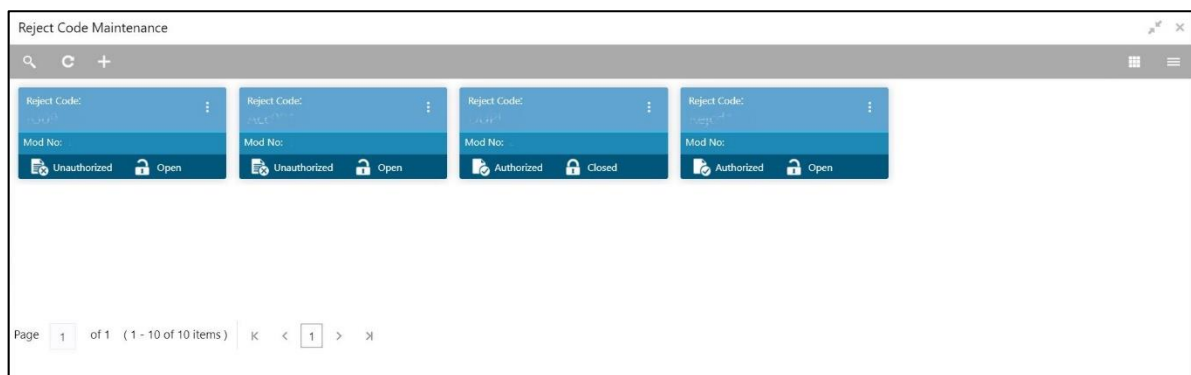 Reject Code Maintenance
Reject Code: Reject Code: Reject Code: Reject Code:
Mod No: Mod No: Mod No: Mod No:
Unauthorized Open Unauthorized Open Authorized Closed Authorized Open
Page 1 of 1 ( 1 - 10 of 10 items ) 1